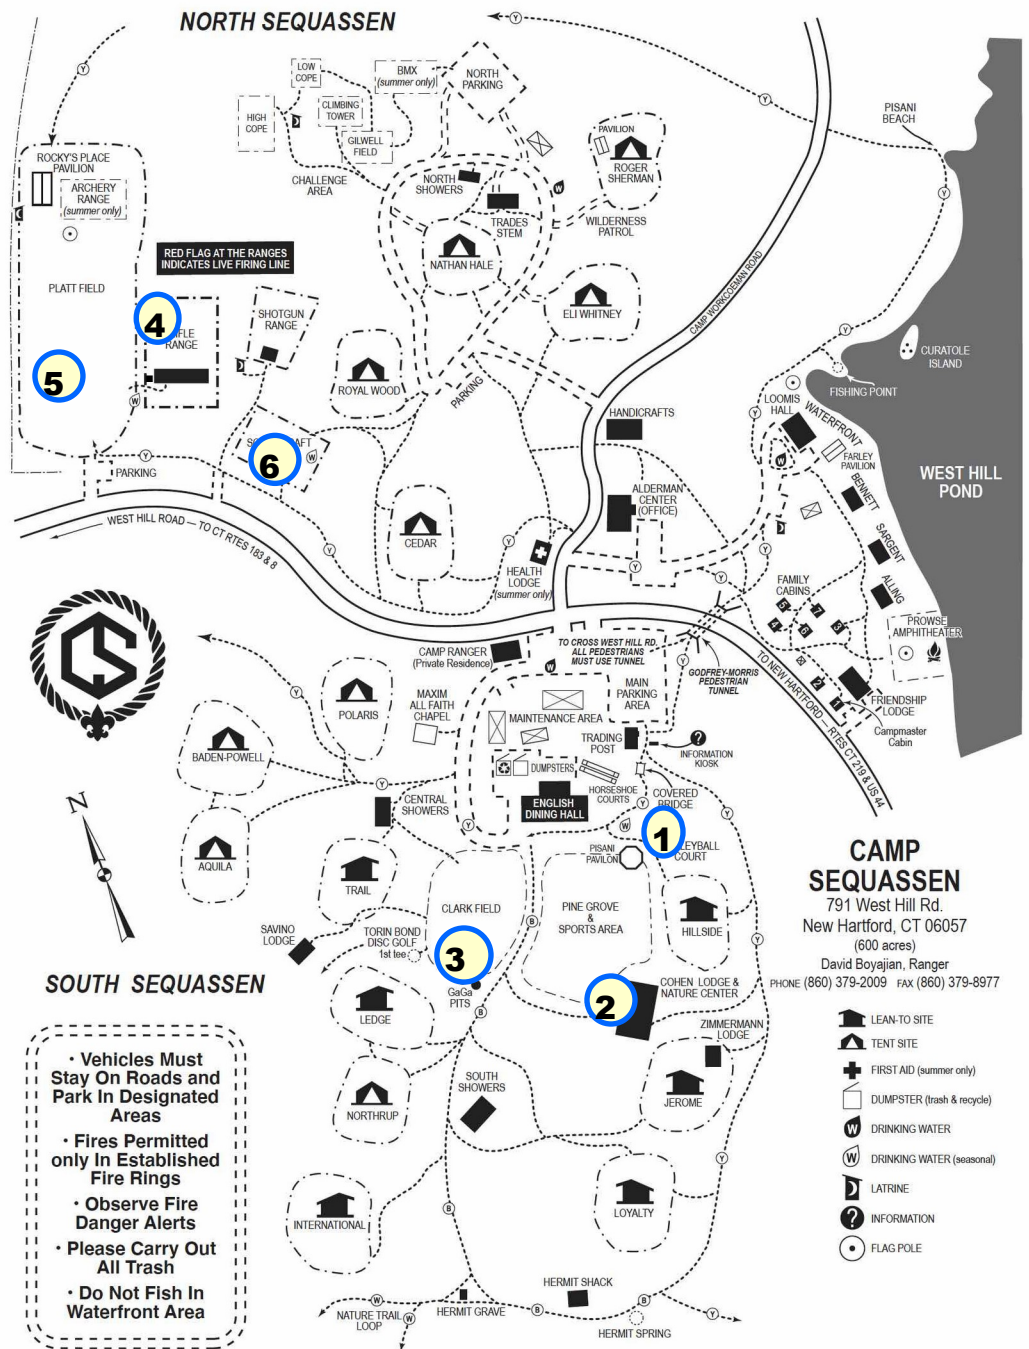 NORTH SEQUASSEN
Y
Y
LOW
COPE
BMX
(summer only)
NORTH
PARKING
HIGH
COPE
CLIMBING
TOWER
GILWELL
FIELD
CHALLENGE
AREA
PAVILION
ROGER
SHERMAN
Y
PISANI
BEACH
Y
ROCKY'S PLACE
PAVILION
ARCHERY
RANGE
(summer only)
NORTH
SHOWERS
TRADES
STEM
W
WILDERNESS
PATROL
NATHAN HALE
RED FLAG AT THE RANGES
INDICATES LIVE FIRING LINE
PLATT FIELD
4
RANGE
SHOTGUN
RANGE
ELI WHITNEY
CAMP WORKCOEMAN ROAD
Y
CURATOLE
ISLAND
5
W
ROYAL WOOD
PARKING
FISHING POINT
LOOMIS
HALL
WATERFRONT
HANDICRAFTS
Y
6
W
W
FARLEY
PAVILION
Y
PARKING
WEST HILL
POND
BENNETT
ALDERMAN
CENTER
(OFFICE)
WEST HILL ROAD — TO CT RTES 183 & 8
CEDAR
Y
Y
Y
SARGENT
HEALTH
LODGE
(summer only)
Y
Y
FAMILY
CABINS
ALLING
5
7
4
6
3
2
1
PROWSE
AMPHITHEATER
CS
CAMP RANGER
(Private Residence)
TO CROSS WEST HILL RD.
ALL PEDESTRIANS
MUST USE TUNNEL
W
Y
GODFREY-MORRIS
PEDESTRIAN
TUNNEL
TO NEW HARTFORD — RTES CT 219 & US 44
FRIENDSHIP
LODGE
Campmaster
Cabin
Y
POLARIS
MAXIM
ALL FAITH
CHAPEL
MAIN
PARKING
AREA
MAINTENANCE AREA
TRADING
POST
?
INFORMATION
KIOSK
BADEN-POWELL
DUMPSTERS
HORSESHOE
COURTS
COVERED
BRIDGE
Y
CENTRAL
SHOWERS
ENGLISH
DINING HALL
Y
Y
N
Y
W
1
COURT
PISANI
PAVILON
AQUILA
TRAIL
CAMP
SEQUASSEN
791 West Hill Rd.
New Hartford, CT 06057
(600 acres)
David Boyajian, Ranger
PHONE (860) 379-2009 FAX (860) 379-8977
CLARK FIELD
PINE GROVE
&
SPORTS AREA
B
HILLSIDE
SAVINO
LODGE
TORIN BOND
DISC GOLF
1st tee
3
Y
SOUTH SEQUASSEN
GaGa
PITS
2
COHEN LODGE &
NATURE CENTER
LEDGE
B
ZIMMERMANN
LODGE
LEAN-TO SITE
TENT SITE
FIRST AID (summer only)
DUMPSTER (trash & recycle)
W DRINKING WATER
W DRINKING WATER (seasonal)
LATRINE
? INFORMATION
FLAG POLE
• Vehicles Must
Stay On Roads and
Park In Designated
Areas
• Fires Permitted
only In Established
Fire Rings
• Observe Fire
Danger Alerts
• Please Carry Out
All Trash
• Do Not Fish In
Waterfront Area
SOUTH
SHOWERS
NORTHRUP
JEROME
Y
INTERNATIONAL
B
LOYALTY
HERMIT SHACK
W
NATURE TRAIL
LOOP
W
HERMIT GRAVE
B
B
Y
HERMIT SPRING